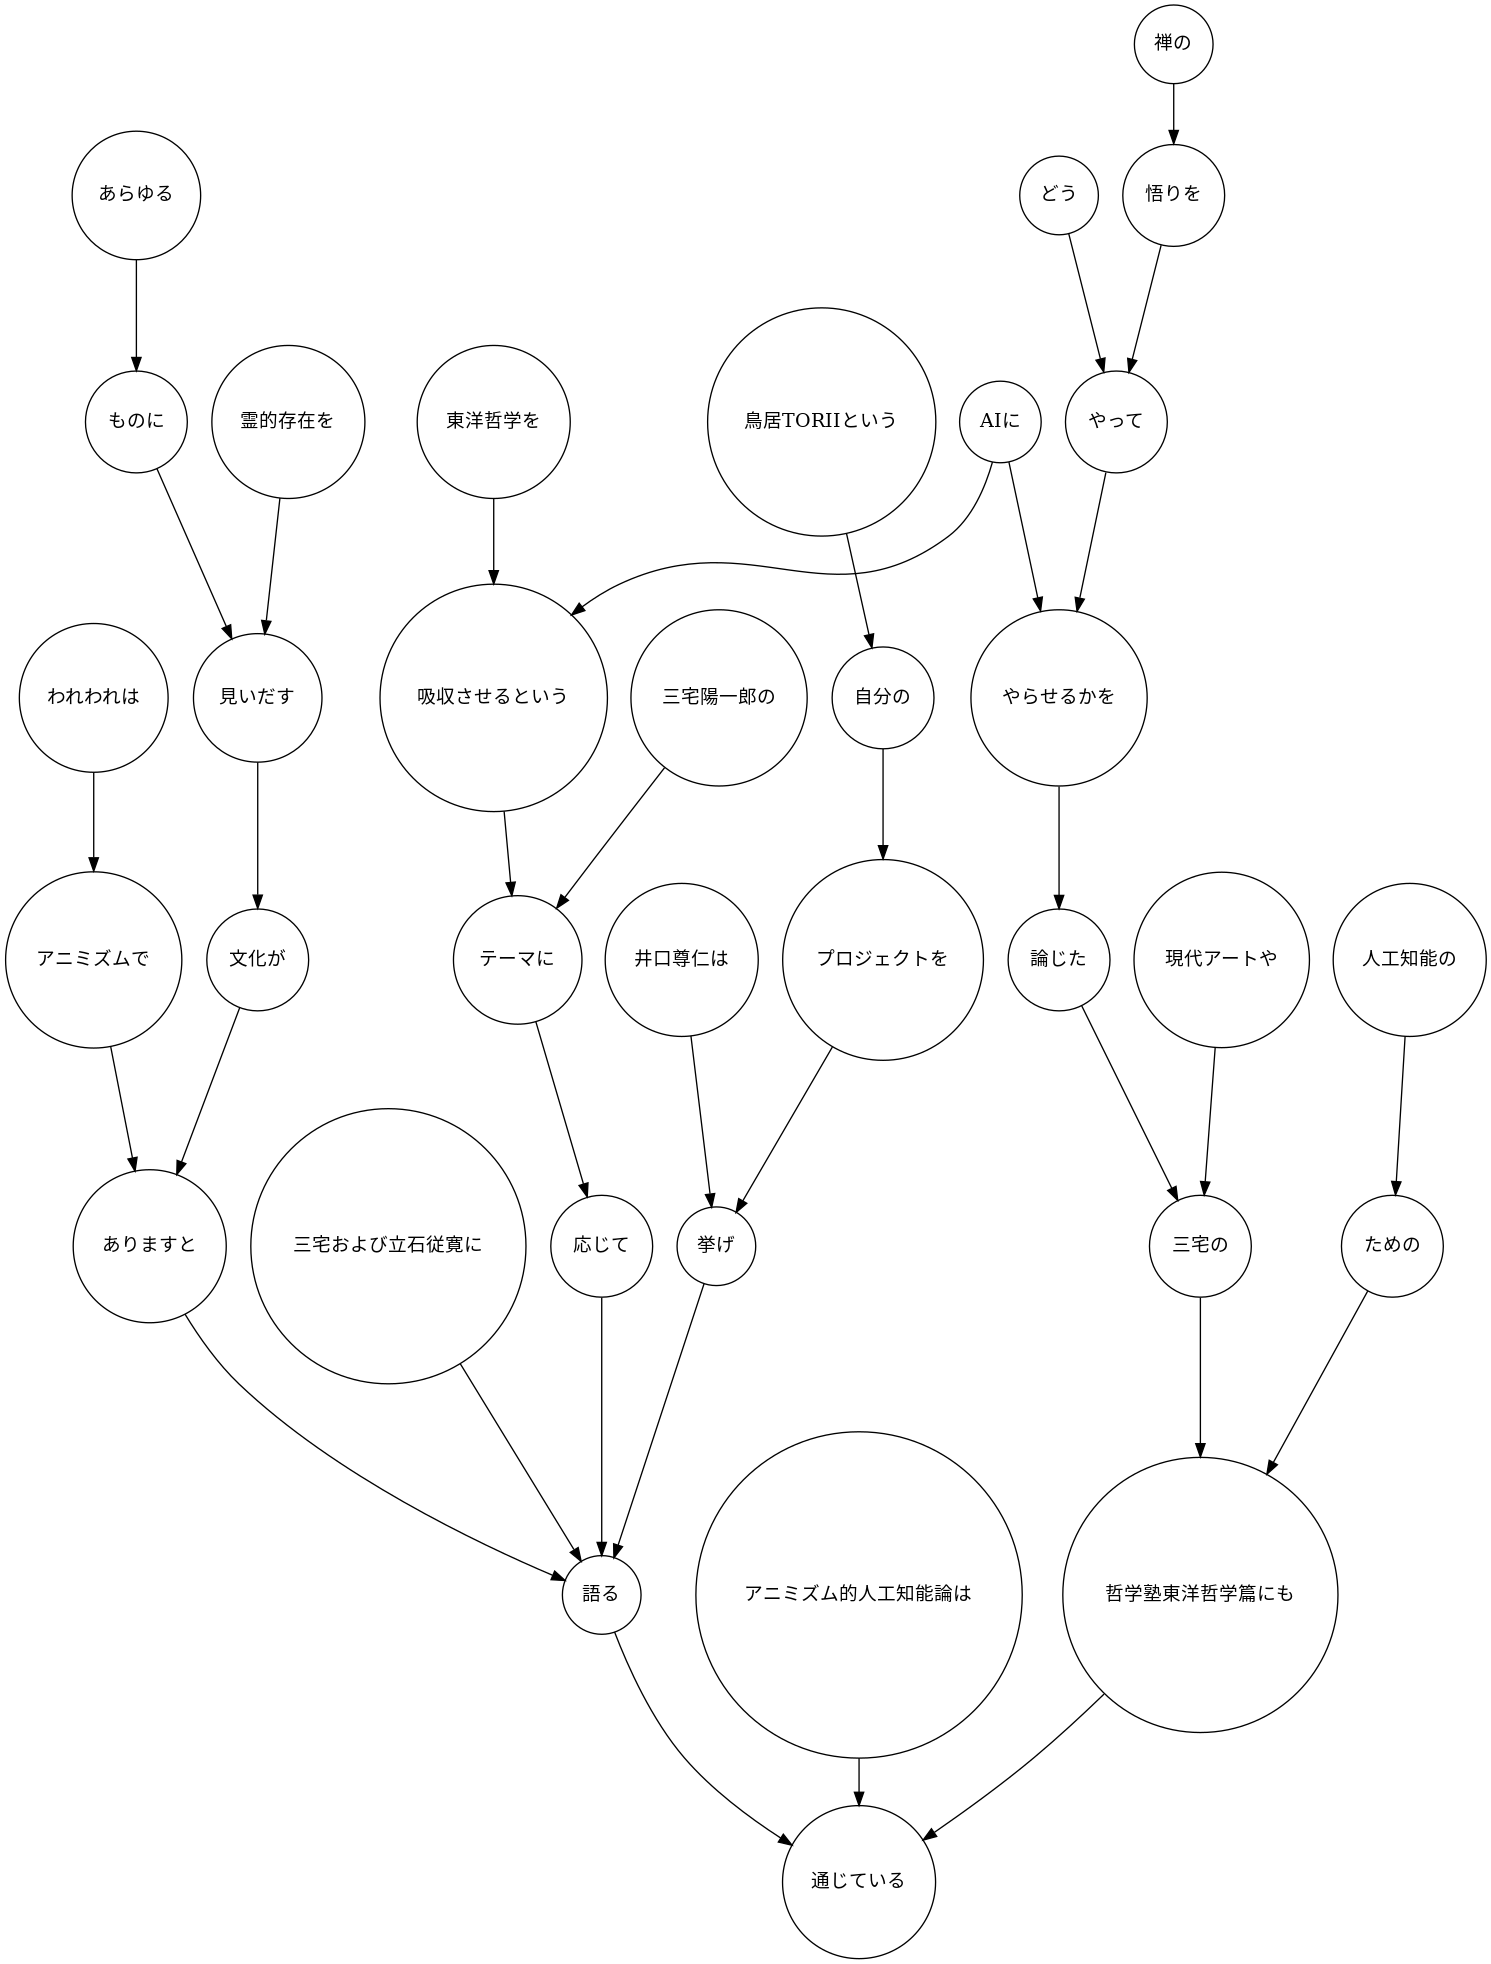 禅の
あらゆる
どう
悟りを
ものに
霊的存在を
東洋哲学を
鳥居TORIIという
AIに
やって
われわれは
見いだす
吸収させるという
三宅陽一郎の
自分の
やらせるかを
アニミズムで
文化が
テーマに
井口尊仁は
プロジェクトを
論じた
現代アートや
人工知能の
ありますと
三宅および立石従寛に
応じて
挙げ
三宅の
ための
語る
アニミズム的人工知能論は
哲学塾東洋哲学篇にも
通じている